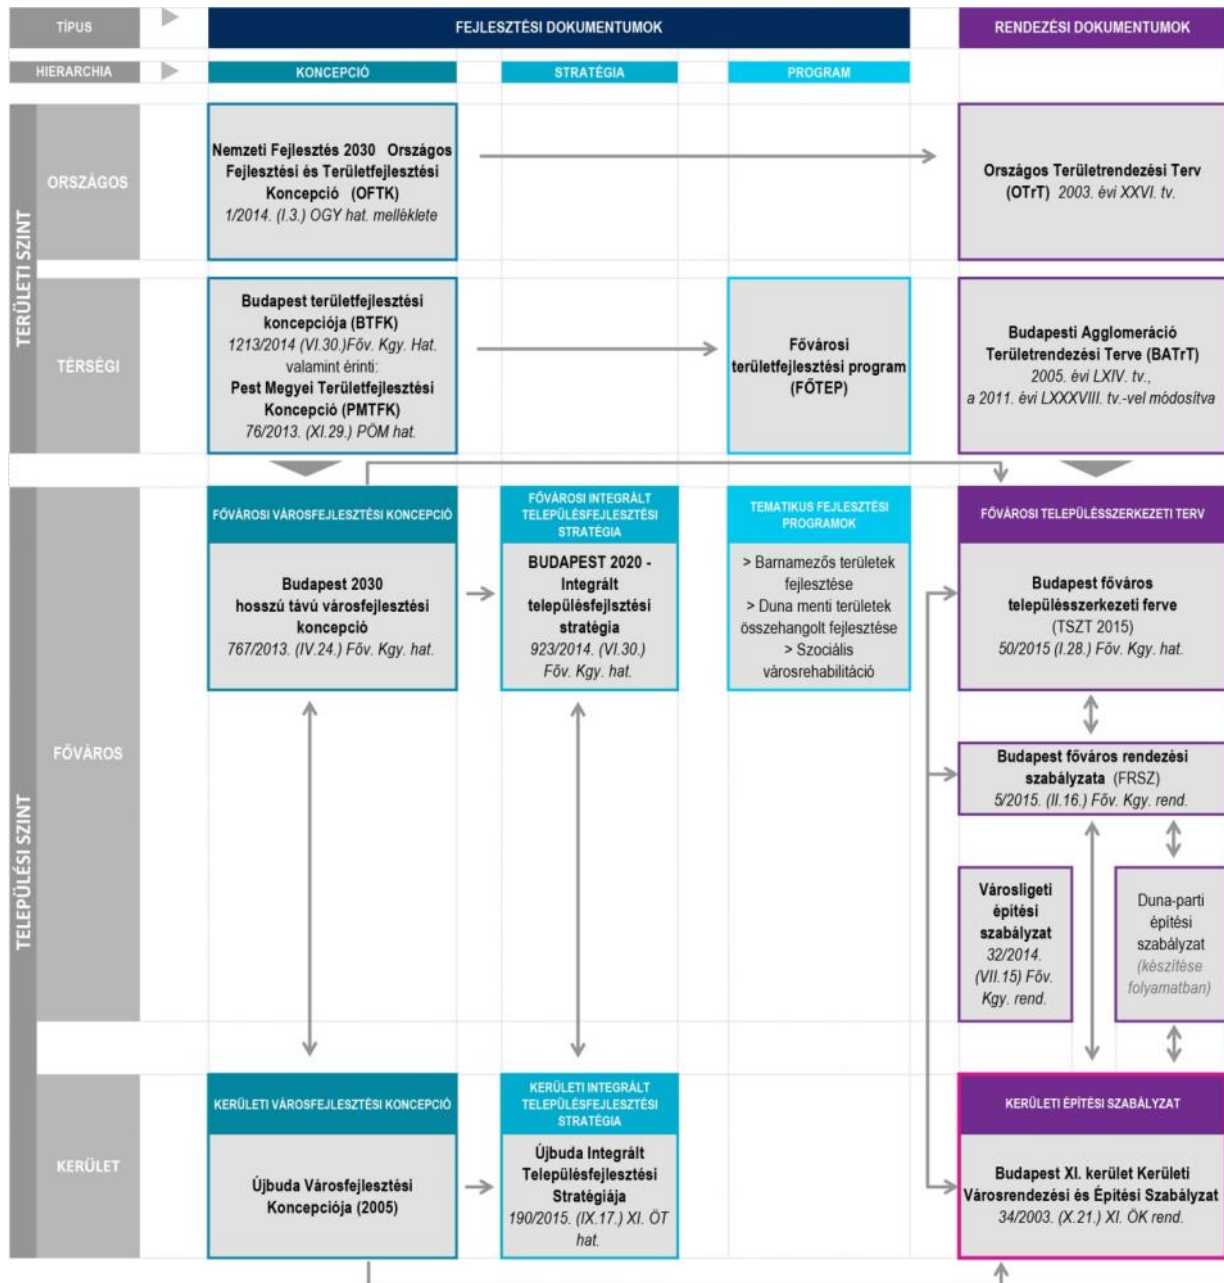 TÍPUS
FEJLESZTÉSI DOKUMENTUMOK
RENDEZÉSI DOKUMENTUMOK
HIERARCHIA
KONCEPCIÓ
STRATÉGIA
PROGRAM
TERÜLETI SZINT
ORSZÁGOS
Nemzeti Fejlesztés 2030 Országos
Fejlesztési és Területfejlesztési
Koncepció (OFTK)
1/2014. (I.3.) OGY hat. melléklete
Országos Területrendezési Terv
(OTrT) 2003. évi XXVI. tv.
TÉRSÉGI
Budapest területfejlesztési
koncepciója (BTFK)
1213/2014 (VI.30.)Főv. Kgy. Hat.
valamint érinti:
Pest Megyei Területfejlesztési
Koncepció (PMTFK)
76/2013. (XI.29.) PÖM hat.
Fővárosi
területfejlesztési program
(FŐTEP)
Budapesti Agglomeráció
Területrendezési Terve (BATrT)
2005. évi LXIV. tv.,
a 2011. évi LXXXVIII. tv.-vel módosítva
TELEPÜLÉSI SZINT
FŐVÁROS
FŐVÁROSI VÁROSFEJLESZTÉSI KONCEPCIÓ
Budapest 2030
hosszú távú városfejlesztési
koncepció
767/2013. (IV.24.) Főv. Kgy. hat.
FŐVÁROSI INTEGRÁLT
TELEPÜLÉSFEJLESZTÉSI
STRATÉGIA
BUDAPEST 2020 -
Integrált
településfejlsztési
stratégia
923/2014. (VI.30.)
Főv. Kgy. hat.
TEMATIKUS FEJLESZTÉSI
PROGRAMOK
> Barnamezős területek
fejlesztése
> Duna menti területek
összehangolt fejlesztése
> Szociális
városrehabilitáció
FŐVÁROSI TELEPÜLÉSSZERKEZETI TERV
Budapest főváros
településszerkezeti ferve
(TSZT 2015)
50/2015 (I.28.) Főv. Kgy. hat.
Budapest főváros rendezési
szabályzata (FRSZ)
5/2015. (II.16.) Főv. Kgy. rend.
Városligeti
építési
szabályzat
32/2014.
(VII.15) Főv.
Kgy. rend.
Duna-parti
építési
szabályzat
(készítése
folyamatban)
KERÜLET
KERÜLETI VÁROSFEJLESZTÉSI KONCEPCIÓ
Újbuda Városfejlesztési
Koncepciója (2005)
KERÜLETI INTEGRÁLT
TELEPÜLÉSFEJLESZTÉSI
STRATÉGIA
Újbuda Integrált
Településfejlesztési
Stratégiája
190/2015. (IX.17.) XI. ÖT
hat.
KERÜLETI ÉPÍTÉSI SZABÁLYZAT
Budapest XI. kerület Kerületi
Városrendezési és Építési Szabályzat
34/2003. (X.21.) XI. ÖK rend.